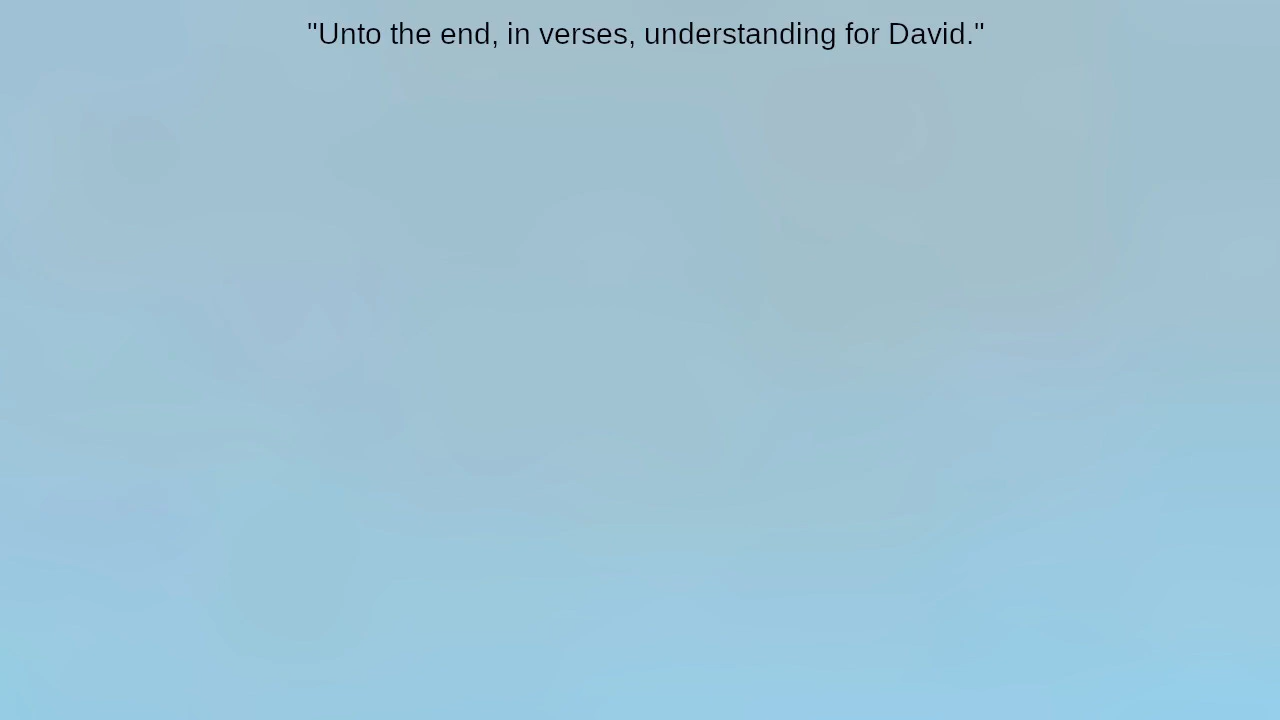 "Unto the end, in verses, understanding for David."